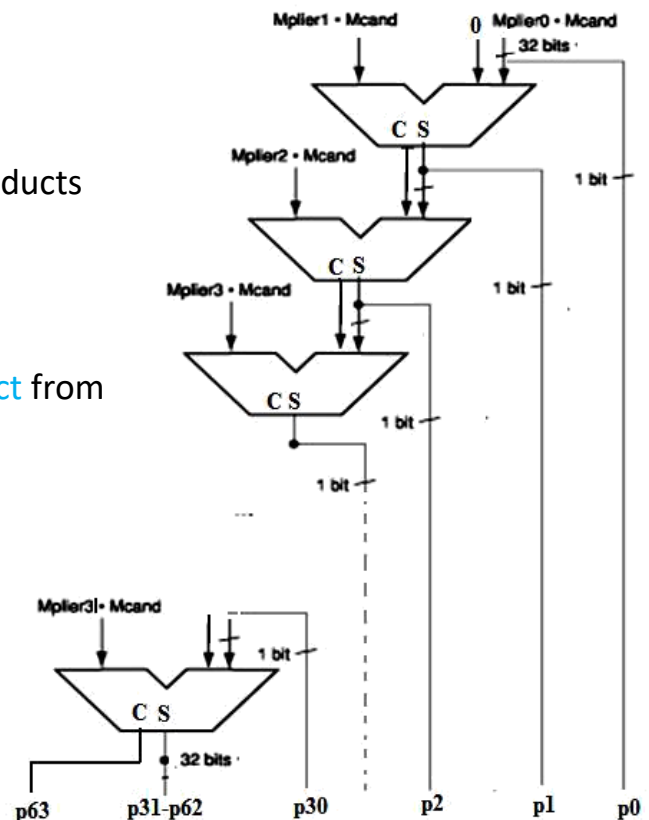 Mplier1 • Mcand
0 Mplier0 • Mcand
32 bits
C S
ducts
Mplier2 • Mcand
1 bit
C S
1 bit
Mplier3 • Mcand
ct from
C S
1 bit
1 bit
Mplier3l • Mcand
1 bit
C S
32 bits
p63 p31-p62 p30 p2 p1 p0